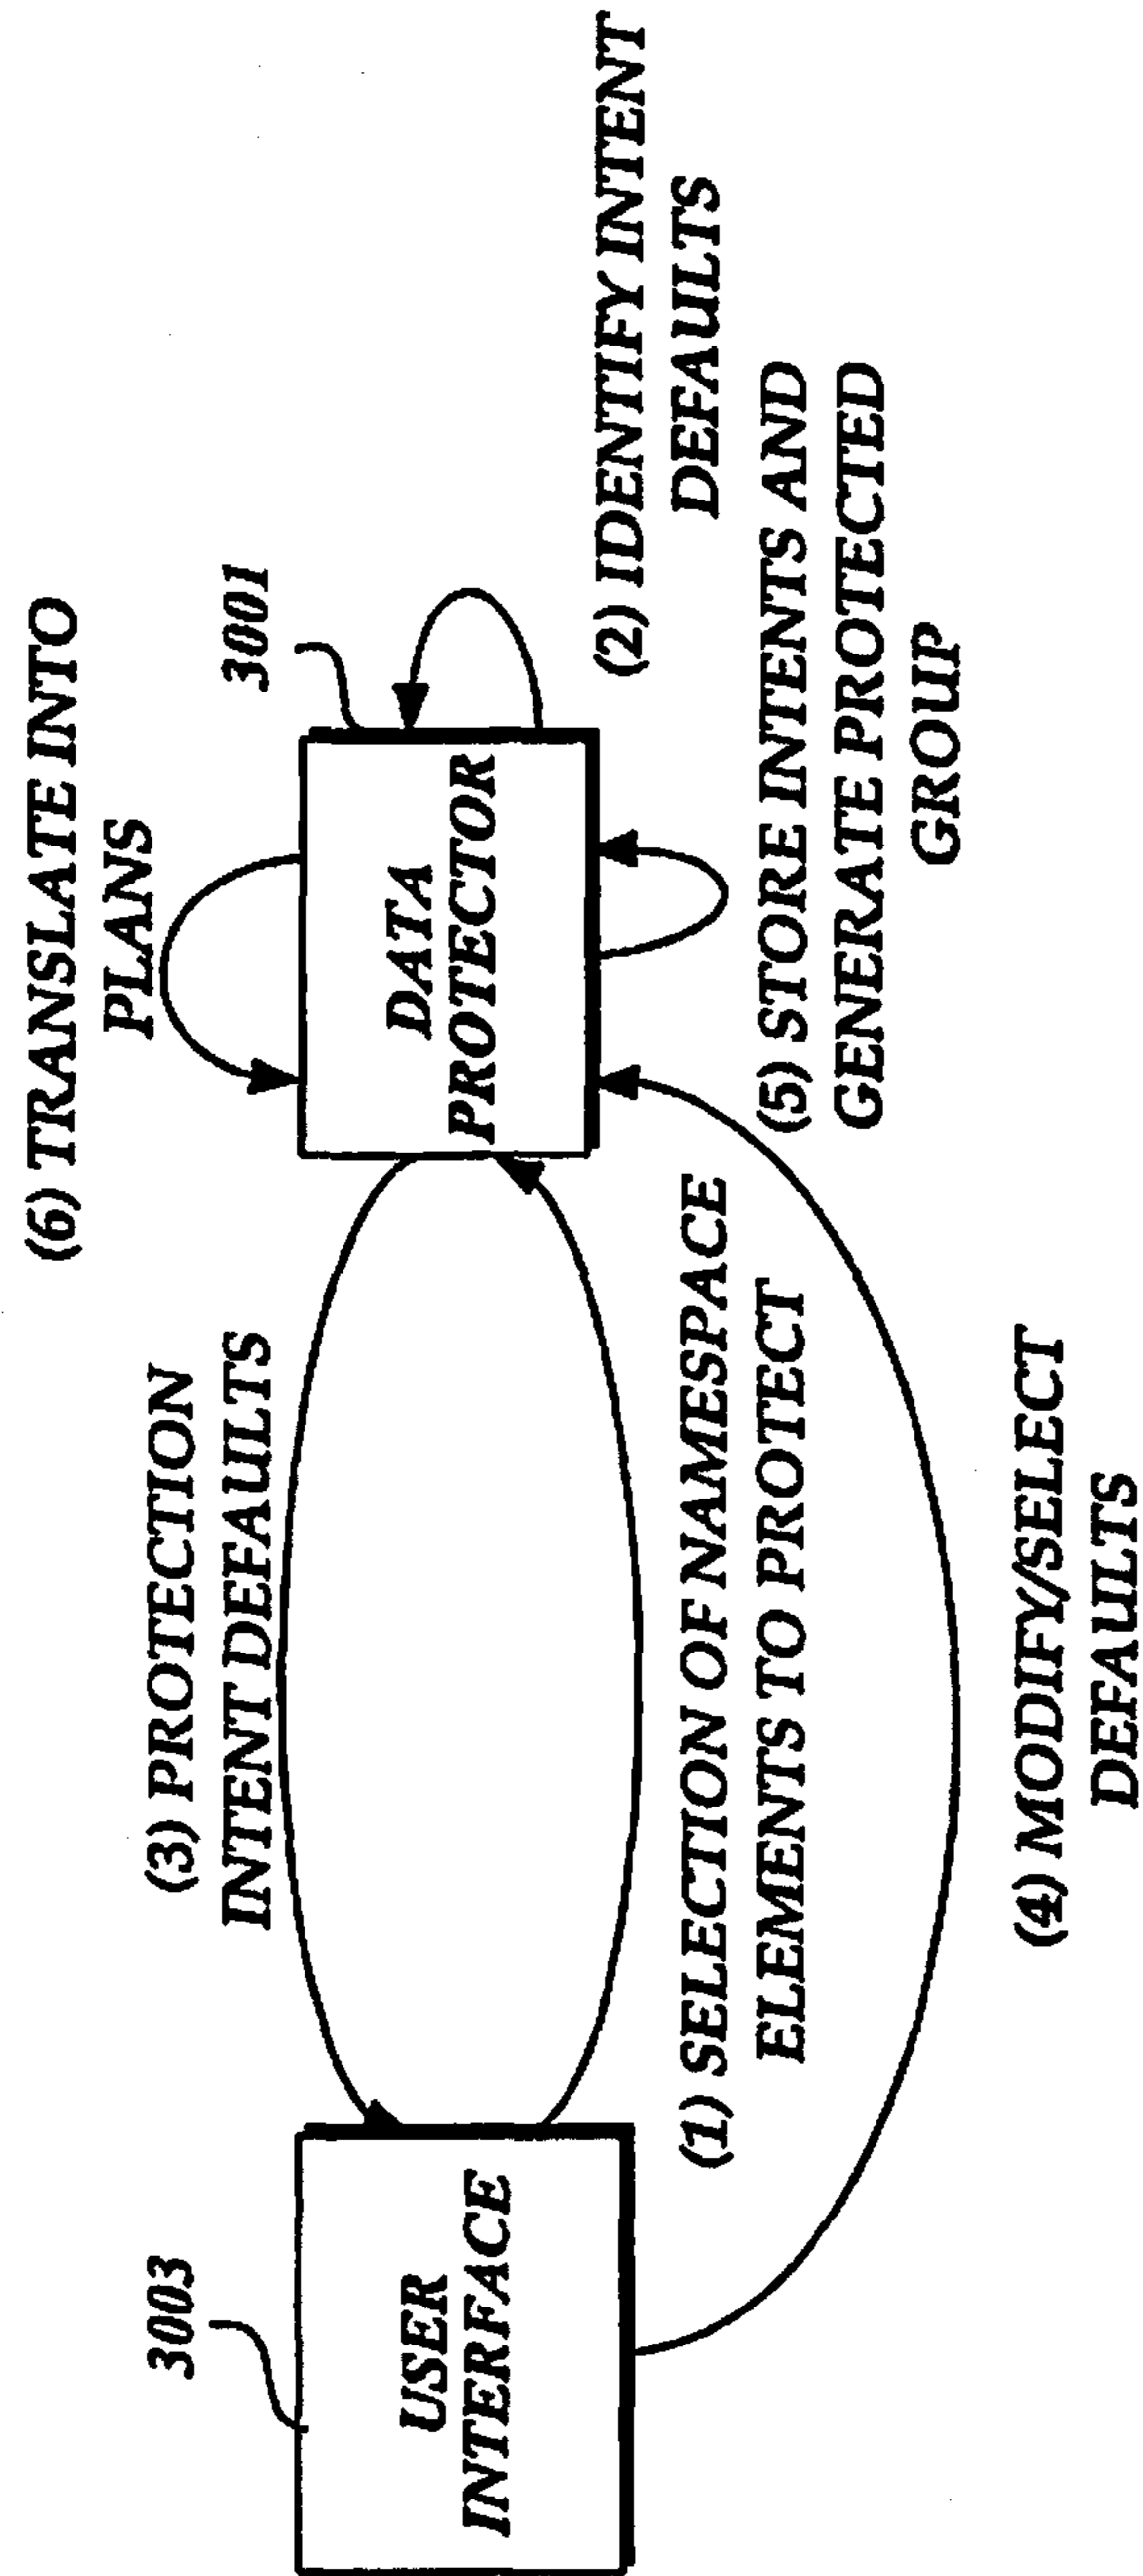 (6) TRANSLATE INTO
PLANS
3001
(3) PROTECTION
INTENT DEFAULTS
3003
USER
INTERFACE
DATA
PROTECTOR
(2) IDENTIFY INTENT
DEFAULTS
(1) SELECTION OF NAMESPACE
ELEMENTS TO PROTECT
(5) STORE INTENTS AND
GENERATE PROTECTED
GROUP
(4) MODIFY/SELECT
DEFAULTS